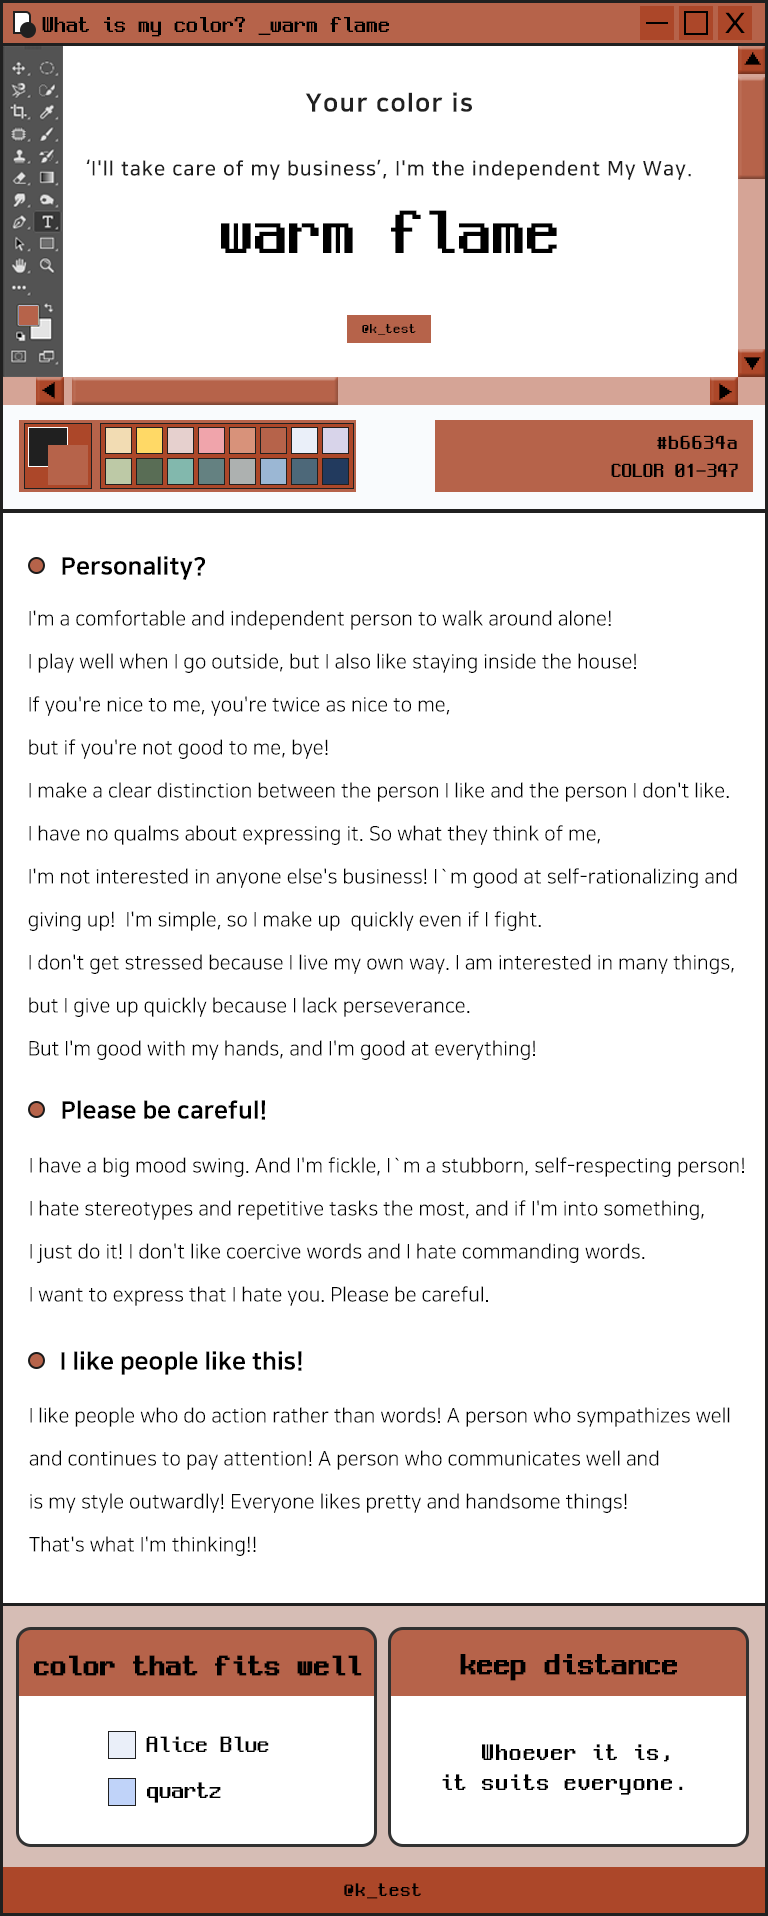 What is my color? _warm flame
Your color is
‘I'll take care of my business’, I'm the independent My Way.
warm flame
@k_test
#b6634a
COLOR 01-347
Personality?
I'm a comfortable and independent person to walk around alone!
I play well when I go outside, but I also like staying inside the house!
If you're nice to me, you're twice as nice to me,
but if you're not good to me, bye!
I make a clear distinction between the person I like and the person I don't like.
I have no qualms about expressing it. So what they think of me,
I'm not interested in anyone else's business! I`m good at self-rationalizing and
giving up!  I'm simple, so I make up  quickly even if I fight.
I don't get stressed because I live my own way. I am interested in many things,
but I give up quickly because I lack perseverance.
But I'm good with my hands, and I'm good at everything!
Please be careful!
I have a big mood swing. And I'm fickle, I`m a stubborn, self-respecting person!
I hate stereotypes and repetitive tasks the most, and if I'm into something,
I just do it! I don't like coercive words and I hate commanding words.
I want to express that I hate you. Please be careful.
I like people like this!
I like people who do action rather than words! A person who sympathizes well
and continues to pay attention! A person who communicates well and
is my style outwardly! Everyone likes pretty and handsome things!
That's what I'm thinking!!
color that fits well
Alice Blue
quartz
keep distance
Whoever it is,
it suits everyone.
@k_test